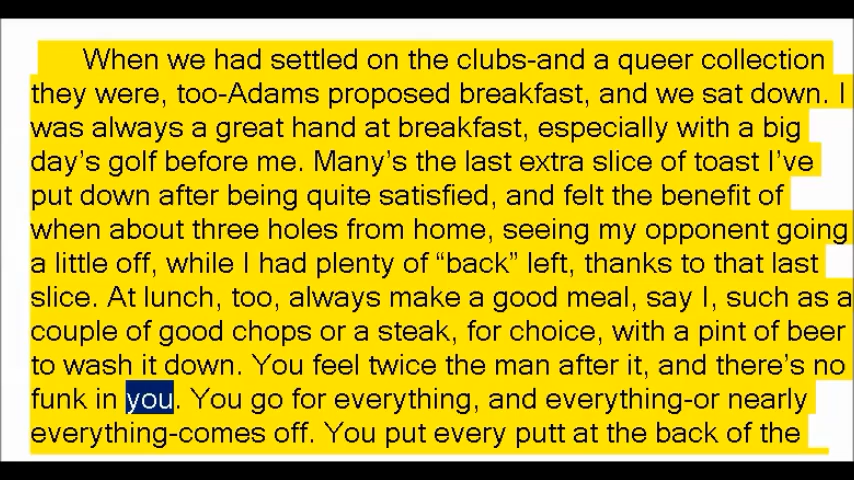 When we had settled on the clubs-and a queer collection
they were, too-Adams proposed breakfast, and we sat down. I
was always a great hand at breakfast, especially with a big
day’s golf before me. Many’s the last extra slice of toast I’ve
put down after being quite satisfied, and felt the benefit of
when about three holes from home, seeing my opponent going
a little off, while I had plenty of “back” left, thanks to that last
slice. At lunch, too, always make a good meal, say I, such as a
couple of good chops or a steak, for choice, with a pint of beer
to wash it down. You feel twice the man after it, and there’s no
funk in you. You go for everything, and everything-or nearly
everything-comes off. You put every putt at the back of the